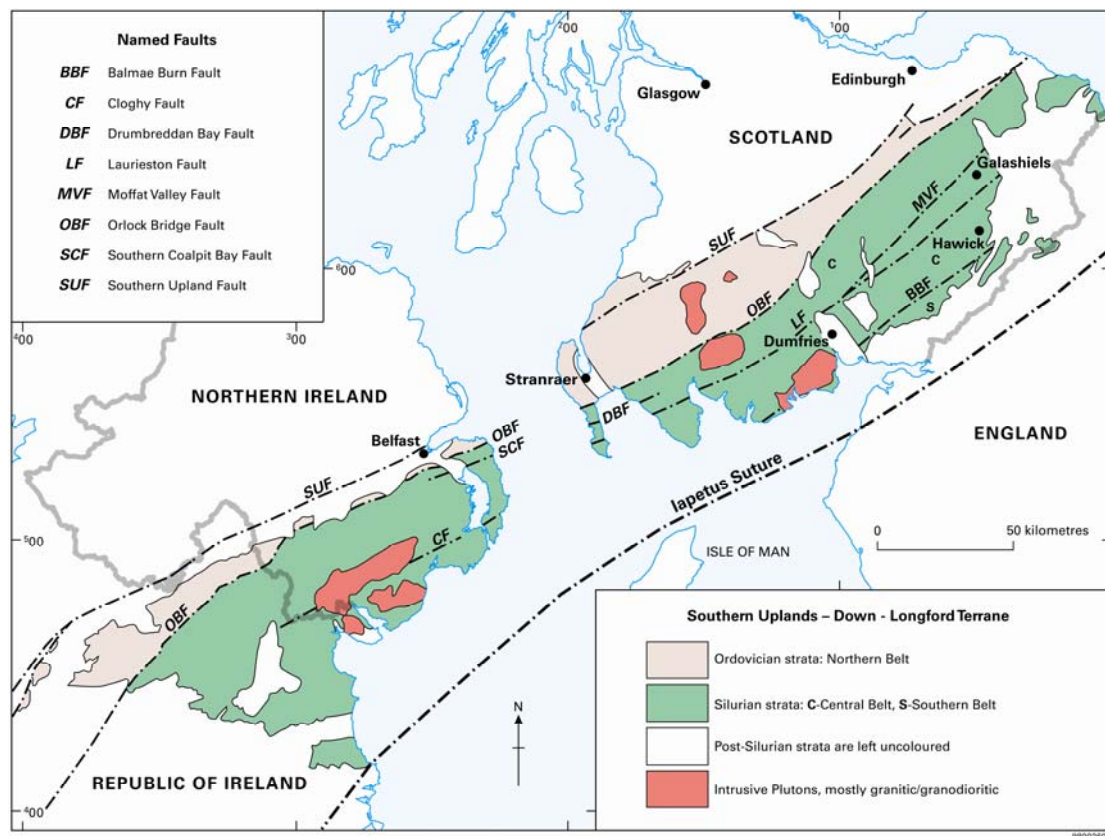 Named Faults
BBF Balmae Burn Fault
CF Cloghy Fault
DBF Drumbreddan Bay Fault
LF Laurieston Fault
MVF Moffat Valley Fault
OBF Orlock Bridge Fault
SCF Southern Coalpit Bay Fault
SUF Southern Upland Fault
200
100
Glasgow
Edinburgh
SCOTLAND
Galashiels
MVF
Hawick
C
SUF
600
C
OBF
LF
BBF
S
Dumfries
400
300
Stranraer
DBF
NORTHERN IRELAND
ENGLAND
Belfast
OBF
SCF
SUF
Iapetus Suture
500
CF
ISLE OF MAN
0 50 kilometres
OBF
N
REPUBLIC OF IRELAND
400
Southern Uplands – Down - Longford Terrane
Ordovician strata: Northern Belt
Silurian strata: C-Central Belt, S-Southern Belt
Post-Silurian strata are left uncoloured
Intrusive Plutons, mostly granitic/granodioritic